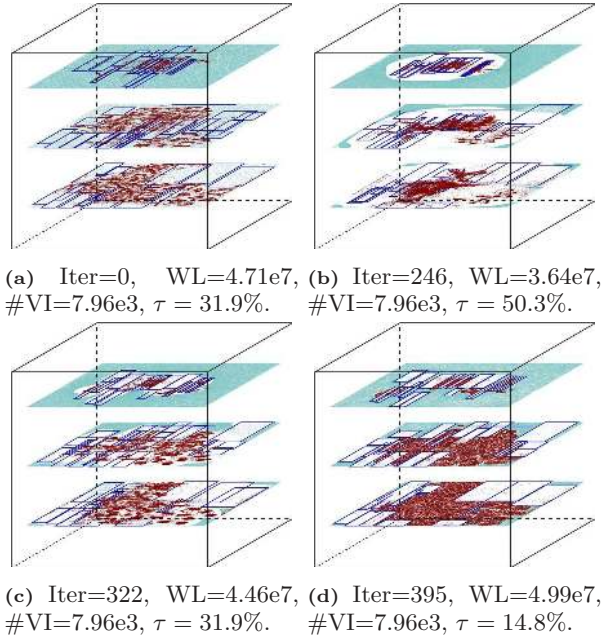 (a) Iter=0, WL=4.71e7,
#VI=7.96e3, τ = 31.9%.
(b) Iter=246, WL=3.64e7,
#VI=7.96e3, τ = 50.3%.
(c) Iter=322, WL=4.46e7,
#VI=7.96e3, τ = 31.9%.
(d) Iter=395, WL=4.99e7,
#VI=7.96e3, τ = 14.8%.